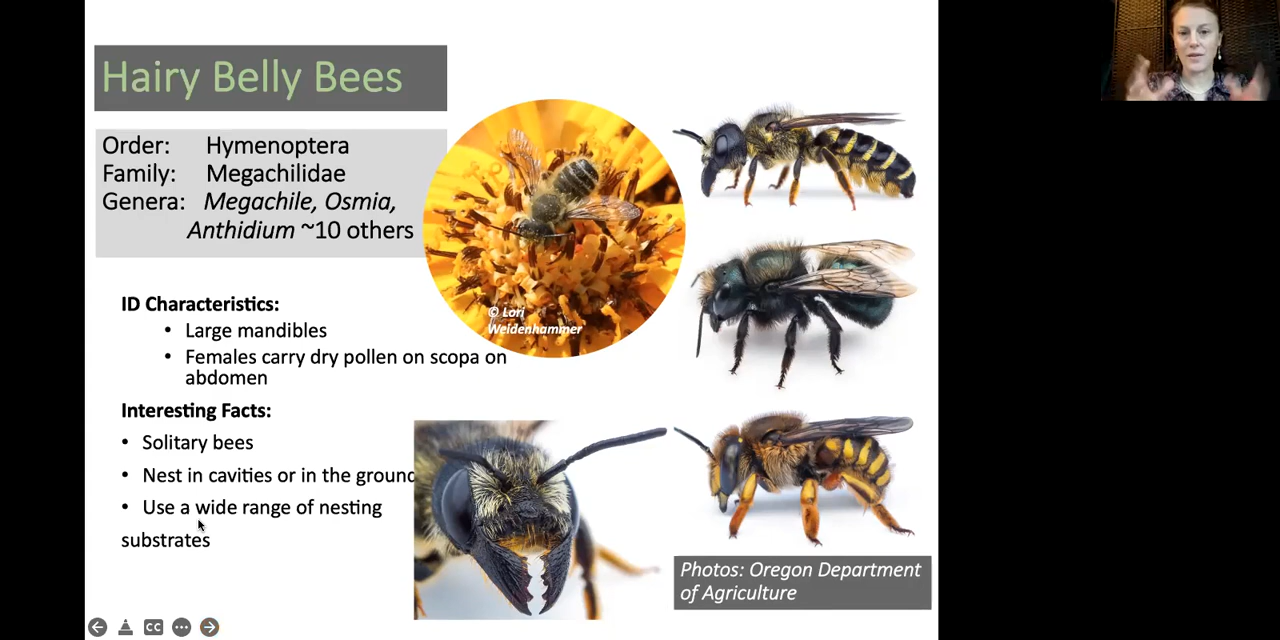 Hairy Belly Bees
Order: Hymenoptera
Family: Megachilidae
Genera: Megachile, Osmia,
Anthidium ~10 others
© Lori
Weidenhammer
ID Characteristics:
• Large mandibles
• Females carry dry pollen on scopa on
abdomen
Interesting Facts:
• Solitary bees
• Nest in cavities or in the ground
• Use a wide range of nesting
substrates
Photos: Oregon Department
of Agriculture
CC